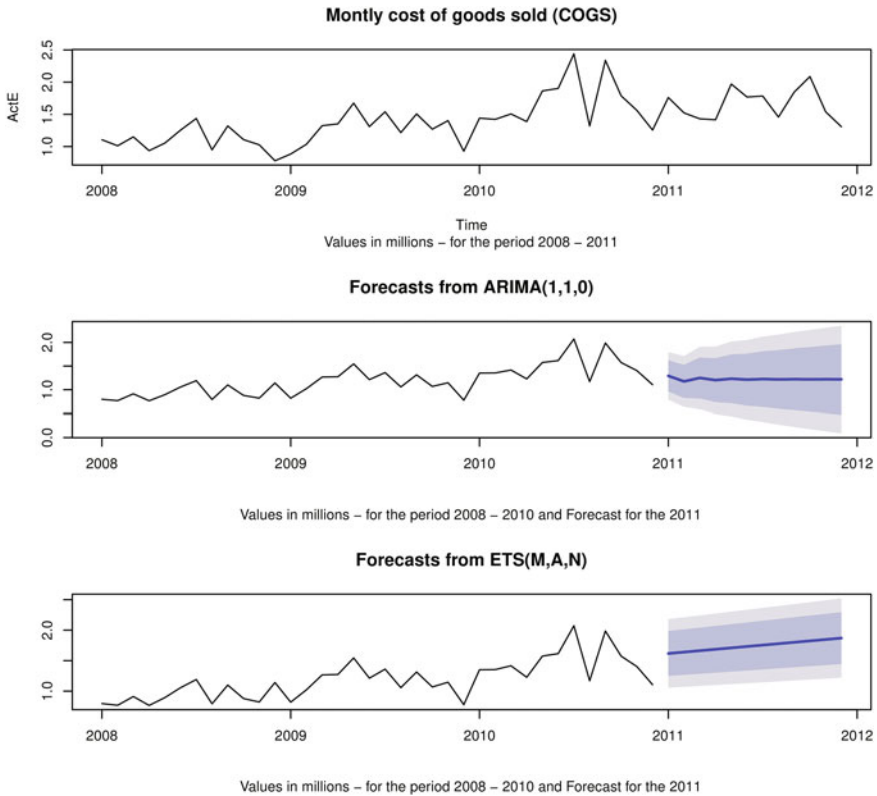 Montly cost of goods sold (COGS)
ActE
2.5
2.0
1.5
1.0
2008 2009 2010 2011 2012
Time
Values in millions – for the period 2008 – 2011
Forecasts from ARIMA(1,1,0)
2.0
1.0
0.0
2008 2009 2010 2011 2012
Values in millions – for the period 2008 – 2010 and Forecast for the 2011
Forecasts from ETS(M,A,N)
2.0
1.0
2008 2009 2010 2011 2012
Values in millions – for the period 2008 – 2010 and Forecast for the 2011